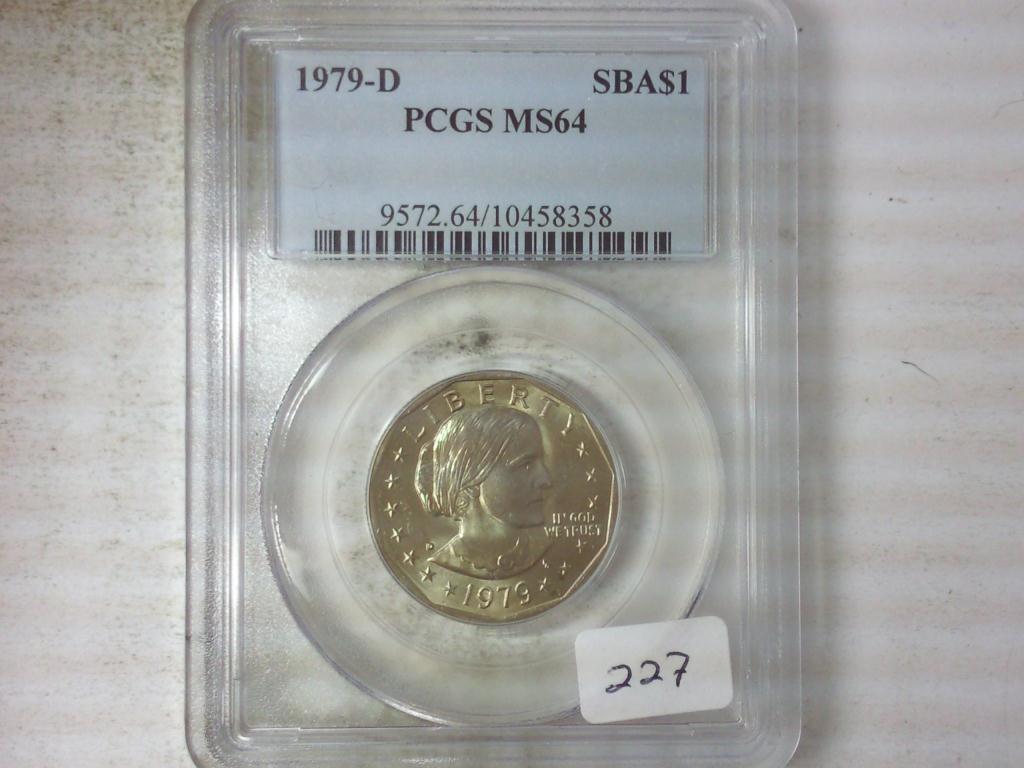 1979-D SBA$1
PCGS MS64
9572.64/10458358
LIBERTY
IN GOD
WE TRUST
D
1979
227